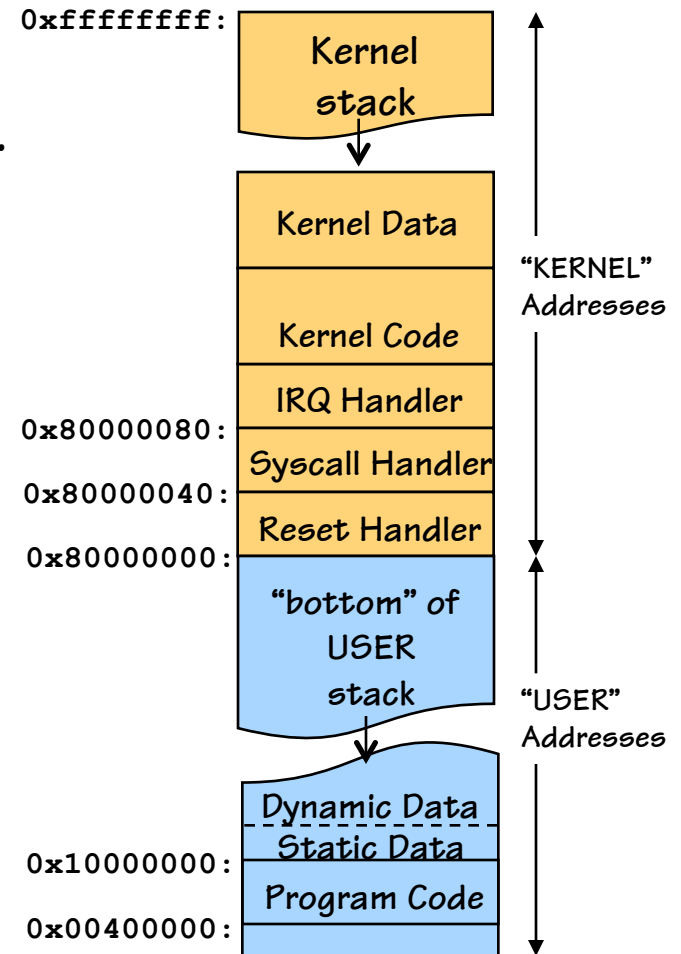 0xffffffff:
Kernel
stack
.
Kernel Data
"KERNEL"
Addresses
Kernel Code
IRQ Handler
0x80000080:
Syscall Handler
0x80000040:
Reset Handler
0x80000000:
“bottom” of
USER
stack
“USER”
Addresses
Dynamic Data
Static Data
0x10000000:
Program Code
0x00400000: